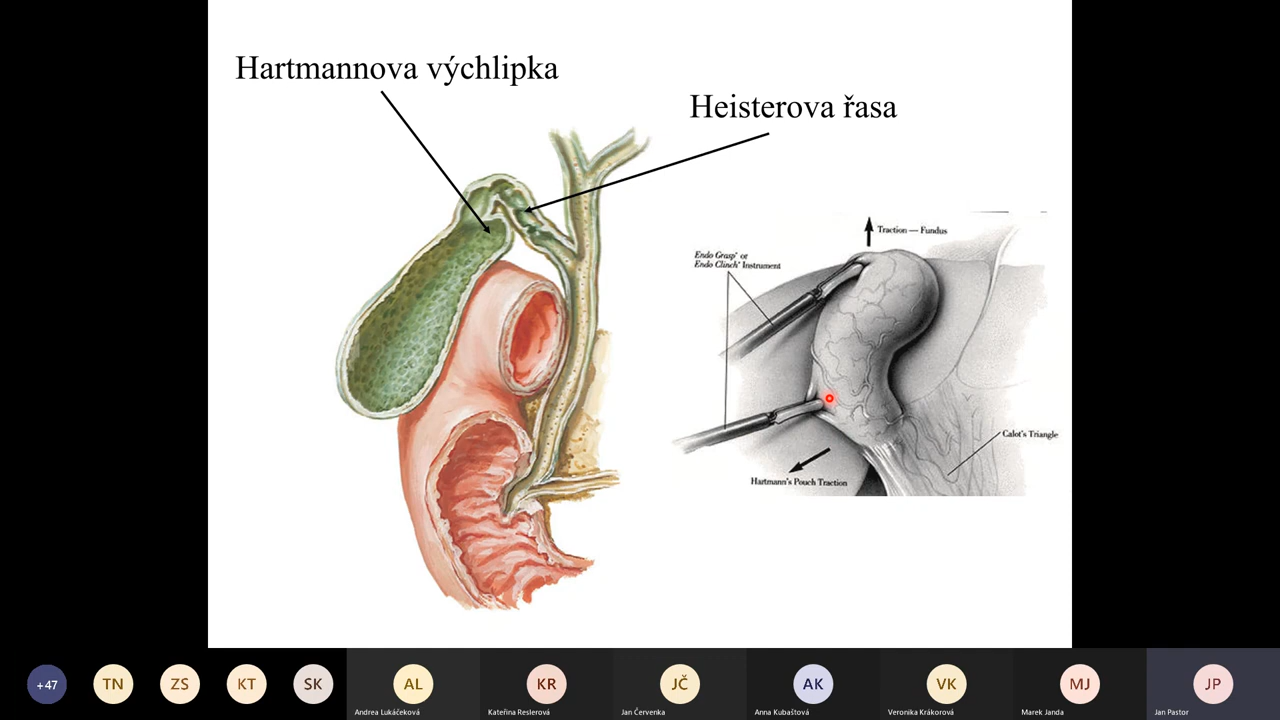 Hartmannova výchlipka
Heisterova řasa
Traction — Fundus
Endo Grasp* or
Endo Clinch* Instrument
Calot's Triangle
Hartmann's Pouch Traction
+47
TN
ZS
KT
SK
AL
KR
JČ
AK
VK
MJ
JP
Andrea Lukáčeková
Kateřina Reslerová
Jan Červenka
Anna Kubaštová
Veronika Krákorová
Marek Janda
Jan Pastor